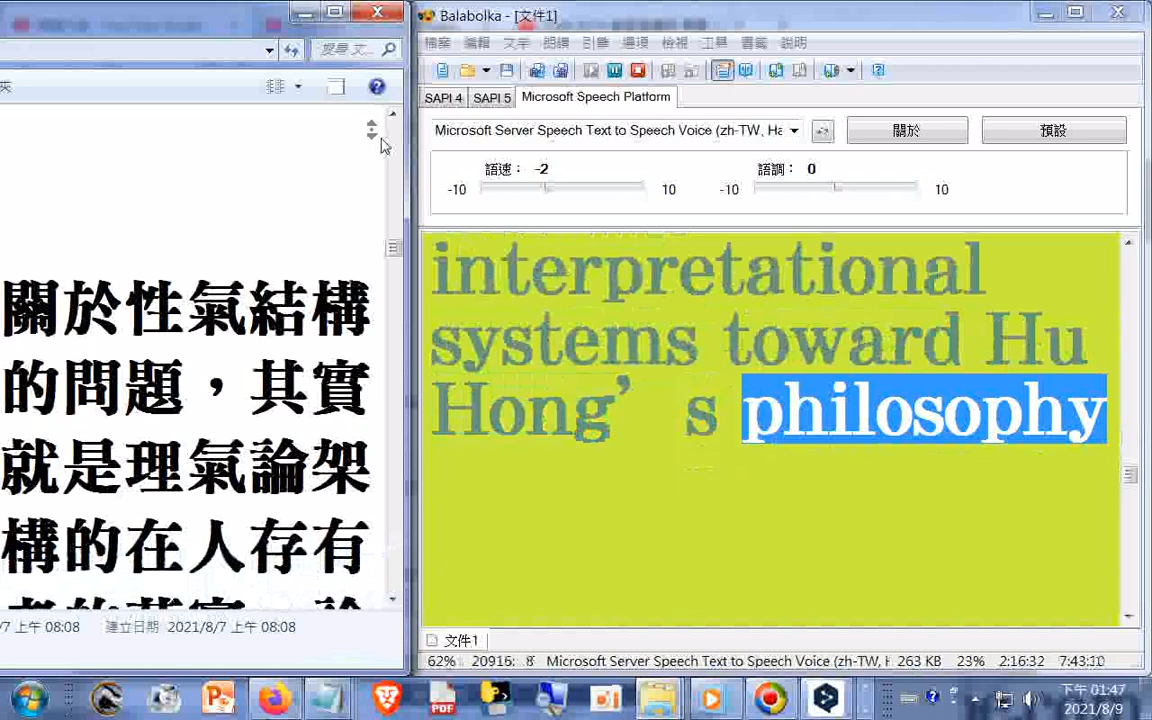 搜尋 文...
關於性氣結構
的問題，其實
就是理氣論架
構的在人存有
上午 08:08 建立日期 2021/8/7 上午 08:08
Balabolka - [文件1]
檔案 編輯 文字 朗讀 引擎 選項 檢視 工具 書籤 說明
SAPI 4 SAPI 5 Microsoft Speech Platform
Microsoft Server Speech Text to Speech Voice (zh-TW, Ha
關於 預設
語速： -2 語調： 0
-10 10 -10 10
interpretational
systems toward Hu
Hong’s philosophy
文件1
62% 20916: Microsoft Server Speech Text to Speech Voice (zh-TW, H 263 KB 23% 2:16:32 7:43:10
PDF
下午 01:47
2021/8/9